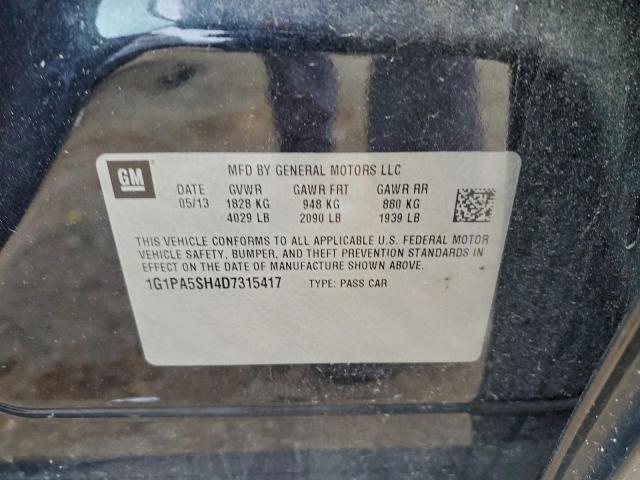 GM
MFD BY GENERAL MOTORS LLC
DATE GVWR GAWR FRT GAWR RR
05/13 1828 KG 948 KG 880 KG
4029 LB 2090 LB 1939 LB
THIS VEHICLE CONFORMS TO ALL APPLICABLE U.S. FEDERAL MOTOR
VEHICLE SAFETY, BUMPER, AND THEFT PREVENTION STANDARDS IN
EFFECT ON THE DATE OF MANUFACTURE SHOWN ABOVE.
1G1PA5SH4D7315417 TYPE: PASS CAR